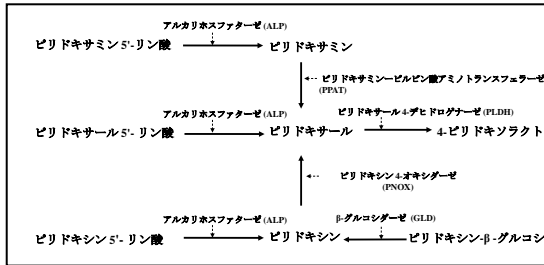 アルカリホスファターゼ (ALP)
ピリドキサミン 5'-リン酸
ピリドキサミン
ピリドキサミンーピルビン酸アミノトランスフェラーゼ
(PPAT)
アルカリホスファターゼ (ALP)
ピリドキサール 4-デヒドロゲナーゼ (PLDH)
ピリドキサール 5'- リン酸
ピリドキサール
4-ピリドキソラクト
ピリドキシン 4-オキシダーゼ
(PNOX)
アルカリホスファターゼ (ALP)
β-グルコシダーゼ (GLD)
ピリドキシン 5'- リン酸
ピリドキシン
ピリドキシン-β-グルコシ